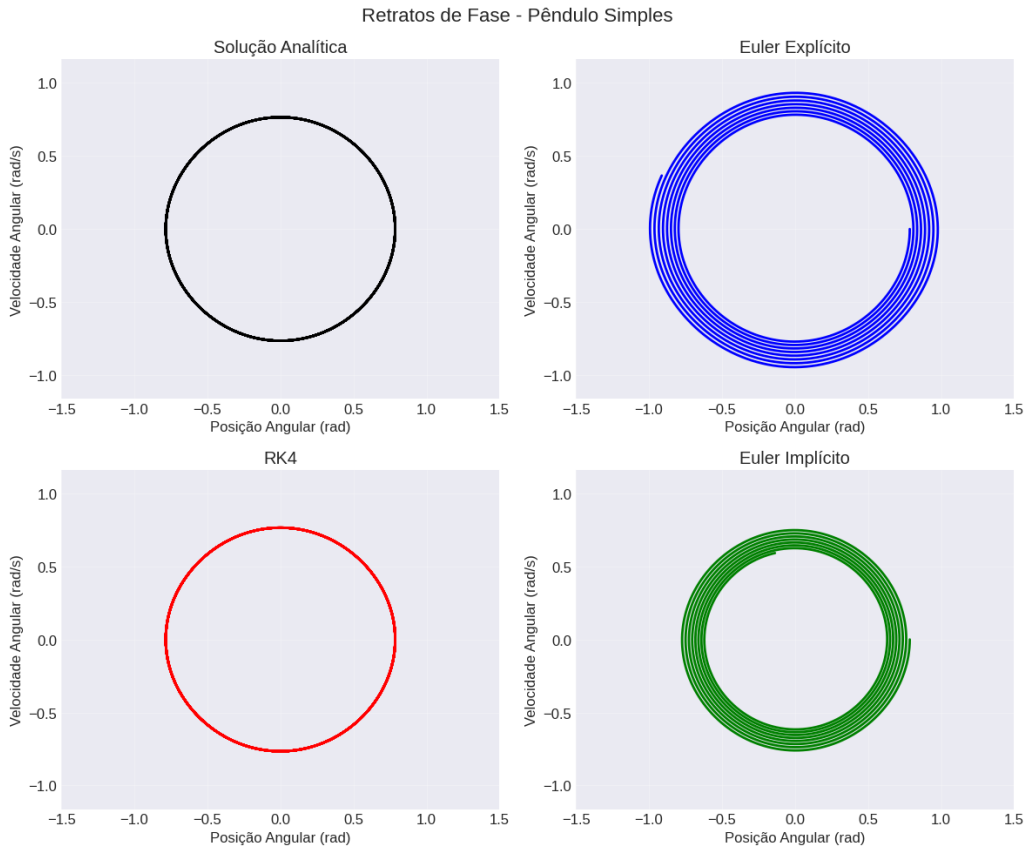 Retratos de Fase - Pêndulo Simples
Solução Analítica
1.0
0.5
0.0
−0.5
−1.0
Velocidade Angular (rad/s)
−1.5 −1.0 −0.5 0.0 0.5 1.0 1.5
Posição Angular (rad)
Euler Explícito
1.0
0.5
0.0
−0.5
−1.0
Velocidade Angular (rad/s)
−1.5 −1.0 −0.5 0.0 0.5 1.0 1.5
Posição Angular (rad)
RK4
1.0
0.5
0.0
−0.5
−1.0
Velocidade Angular (rad/s)
−1.5 −1.0 −0.5 0.0 0.5 1.0 1.5
Posição Angular (rad)
Euler Implícito
1.0
0.5
0.0
−0.5
−1.0
Velocidade Angular (rad/s)
−1.5 −1.0 −0.5 0.0 0.5 1.0 1.5
Posição Angular (rad)